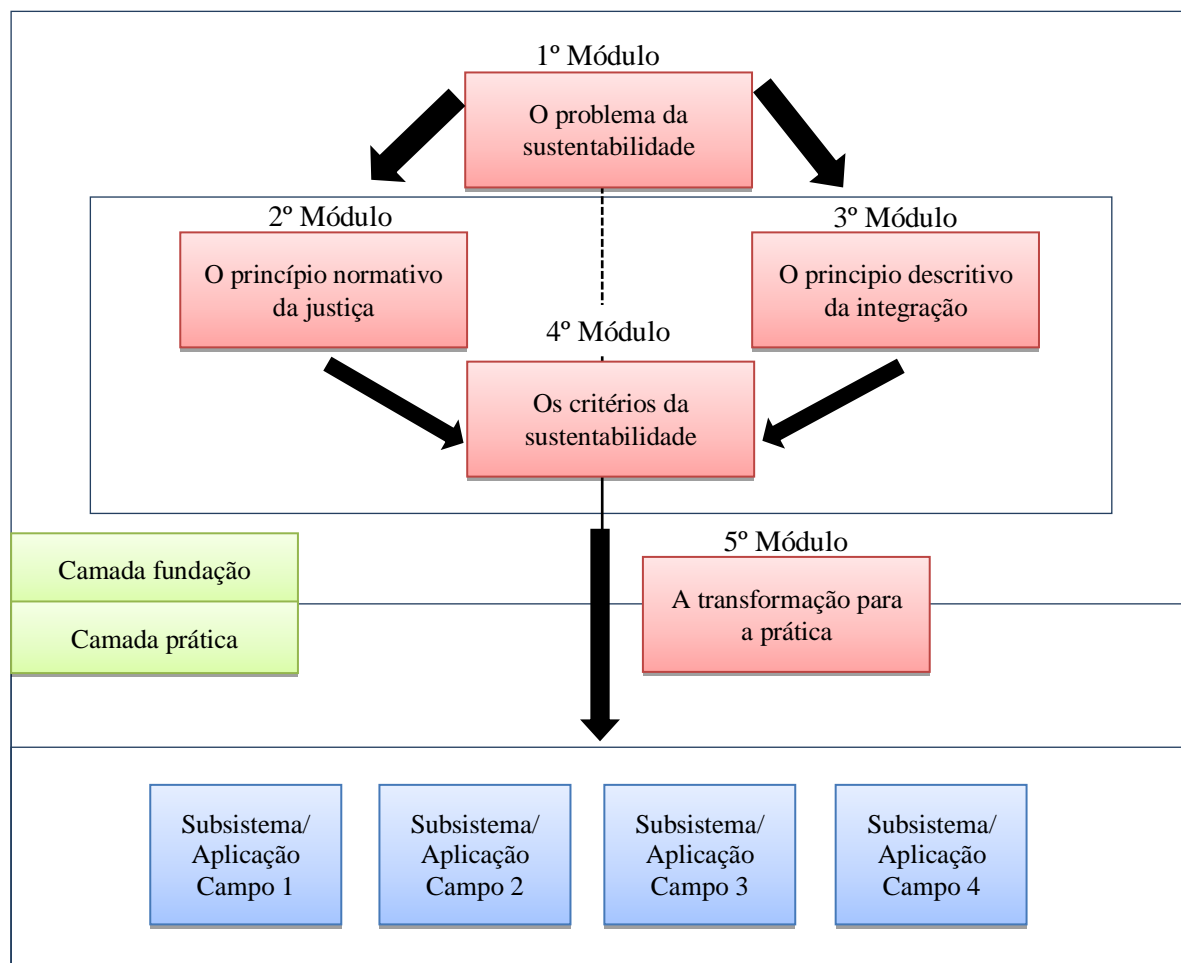 1º Módulo
O problema da
sustentabilidade
2º Módulo
O princípio normativo
da justiça
3º Módulo
O principio descritivo
da integração
4º Módulo
Os critérios da
sustentabilidade
5º Módulo
A transformação para
a prática
Camada fundação
Camada prática
Subsistema/
Aplicação
Campo 1
Subsistema/
Aplicação
Campo 2
Subsistema/
Aplicação
Campo 3
Subsistema/
Aplicação
Campo 4